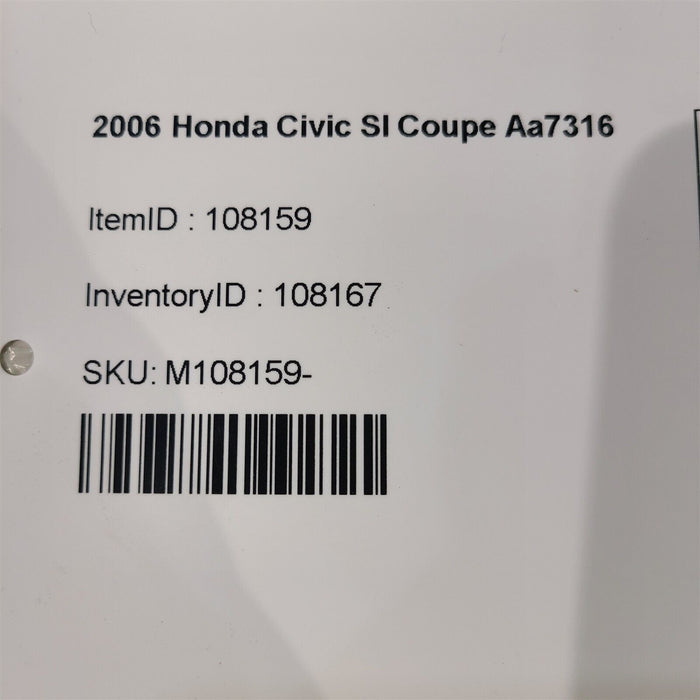 2006 Honda Civic SI Coupe Aa7316
ItemID : 108159
InventoryID : 108167
SKU: M108159-